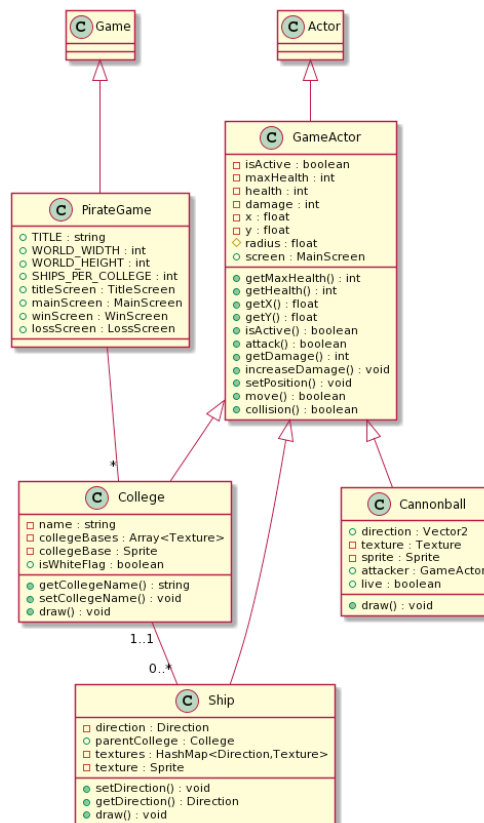 C Game
C Actor
C GameActor
isActive : boolean
maxHealth : int
health : int
damage : int
x : float
y : float
radius : float
screen : MainScreen
getMaxHealth() : int
getHealth() : int
getX() : float
getY() : float
isActive() : boolean
attack() : boolean
getDamage() : int
increaseDamage() : void
setPosition() : void
move() : boolean
collision() : boolean
C PirateGame
TITLE : string
WORLD_WIDTH : int
WORLD_HEIGHT : int
SHIPS_PER_COLLEGE : int
titleScreen : TitleScreen
mainScreen : MainScreen
winScreen : WinScreen
lossScreen : LossScreen
*
C College
name : string
collegeBases : Array<Texture>
collegeBase : Sprite
isWhiteFlag : boolean
getCollegeName() : string
setCollegeName() : void
draw() : void
C Cannonball
direction : Vector2
texture : Texture
sprite : Sprite
attacker : GameActor
live : boolean
draw() : void
1..1
0..*
C Ship
direction : Direction
parentCollege : College
textures : HashMap<Direction,Texture>
texture : Sprite
setDirection() : void
getDirection() : Direction
draw() : void